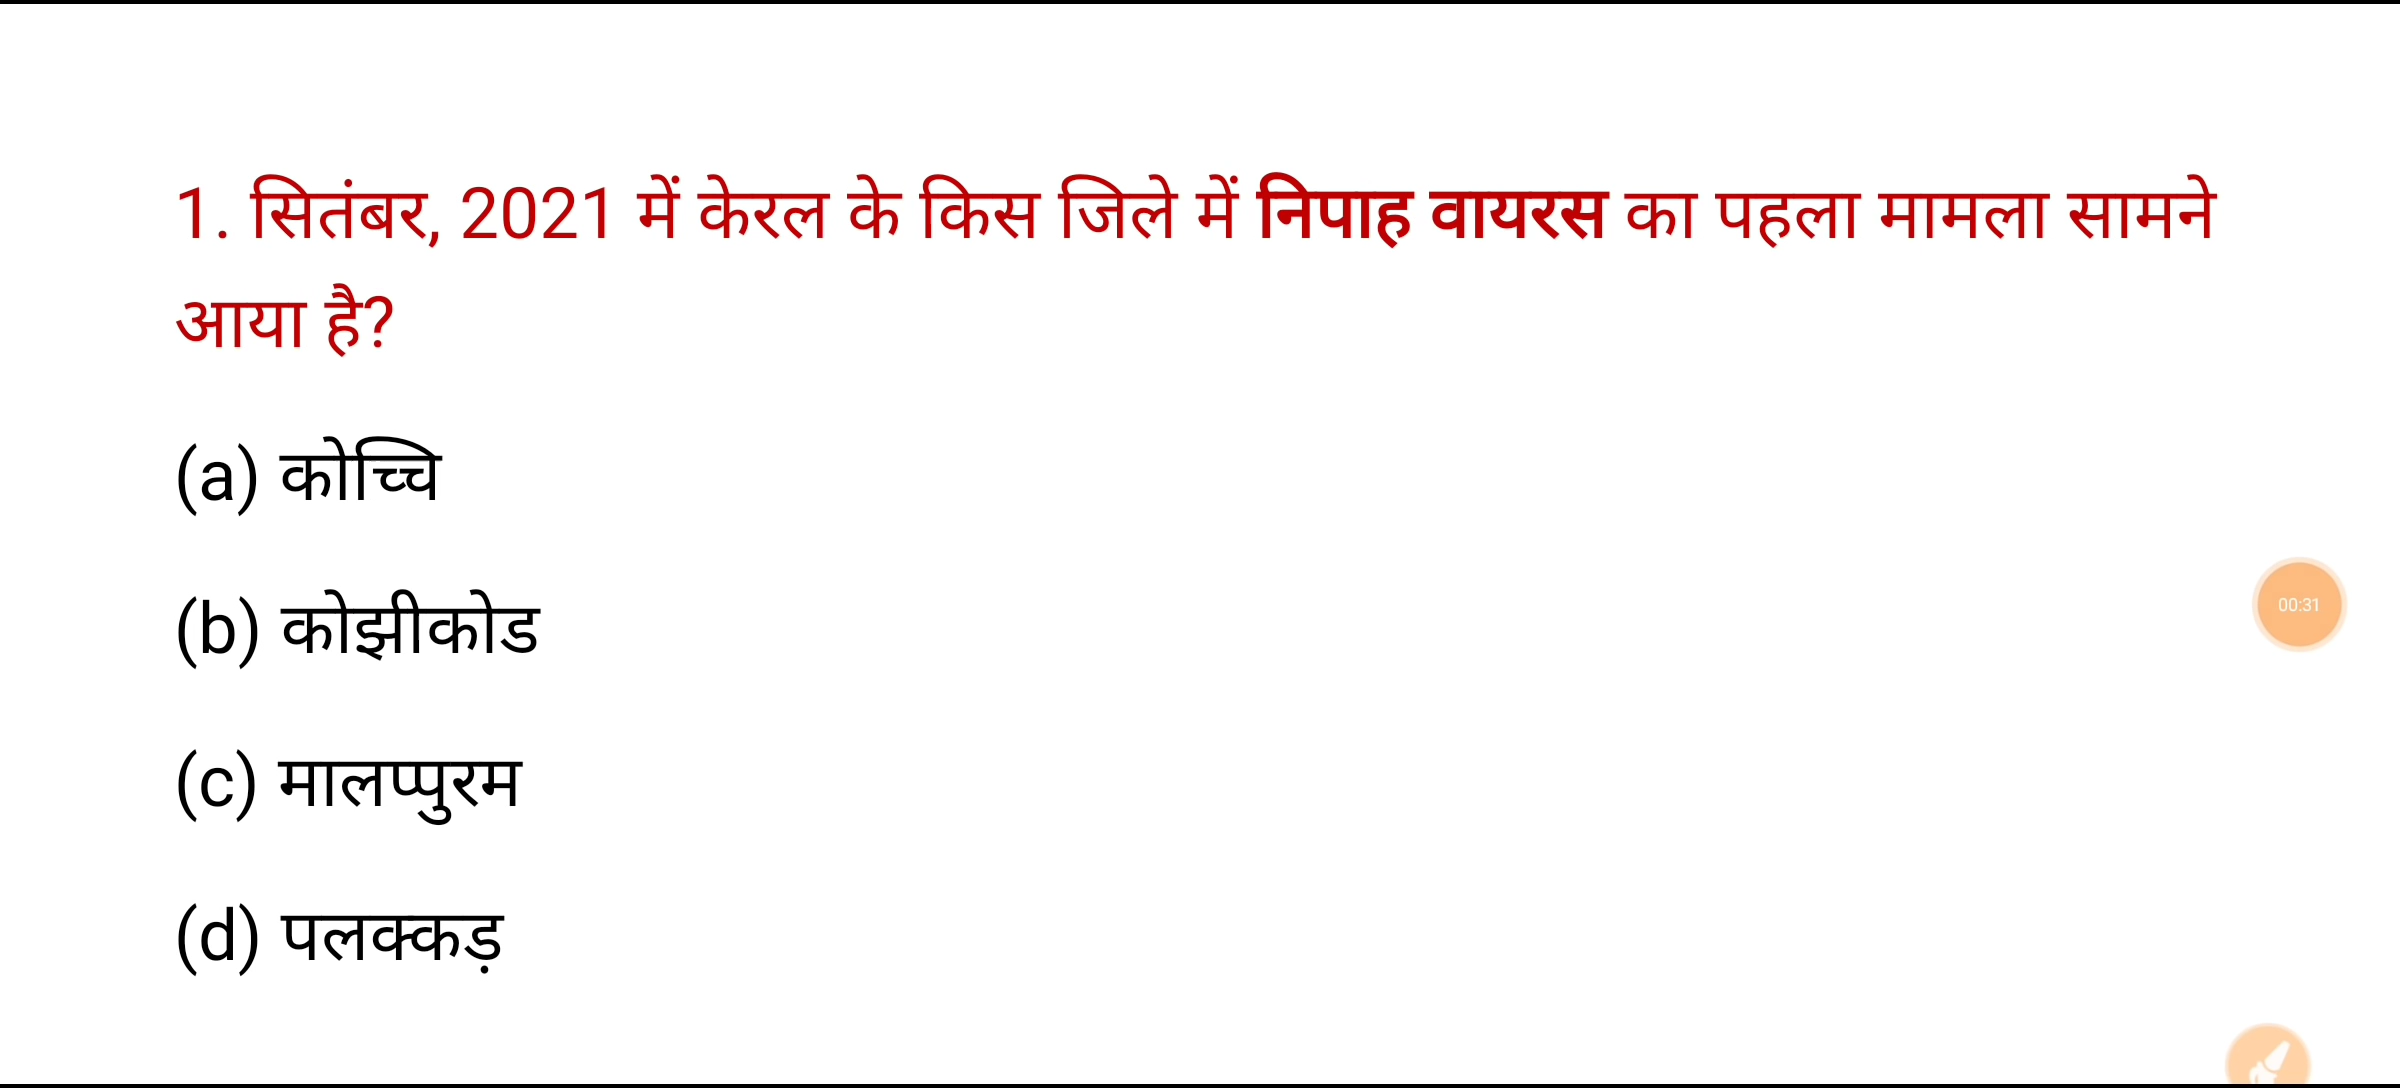 1. सितंबर, 2021 में केरल के किस जिले में निपाह वायरस का पहला मामला सामने
आया है?
(a) कोच्चि
(b) कोझीकोड
(c) मालप्पुरम
(d) पलक्कड़
00:31